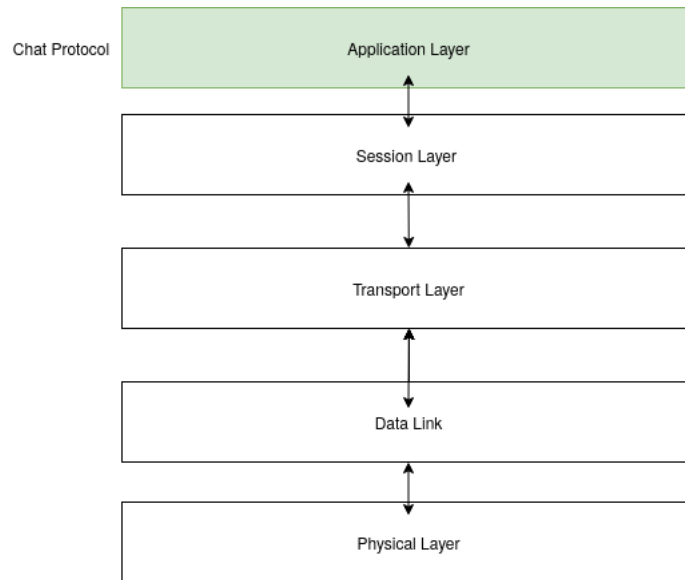 Chat Protocol
Application Layer
Session Layer
Transport Layer
Data Link
Physical Layer